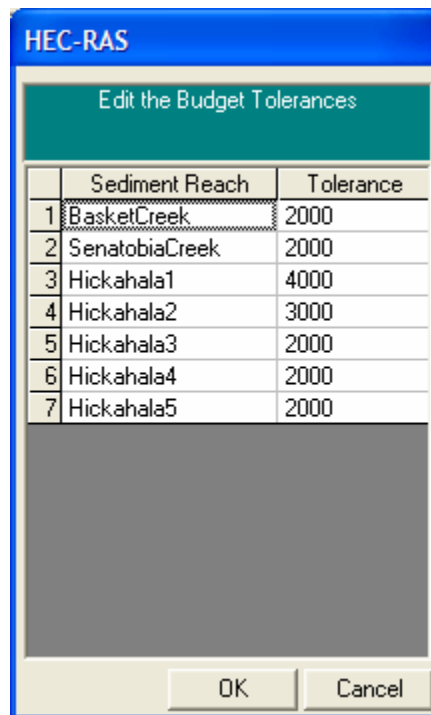 HEC-RAS
Edit the Budget Tolerances
Sediment Reach Tolerance
1 BasketCreek 2000
2 SenatobiaCreek 2000
3 Hickahala1 4000
4 Hickahala2 3000
5 Hickahala3 2000
6 Hickahala4 2000
7 Hickahala5 2000
OK Cancel